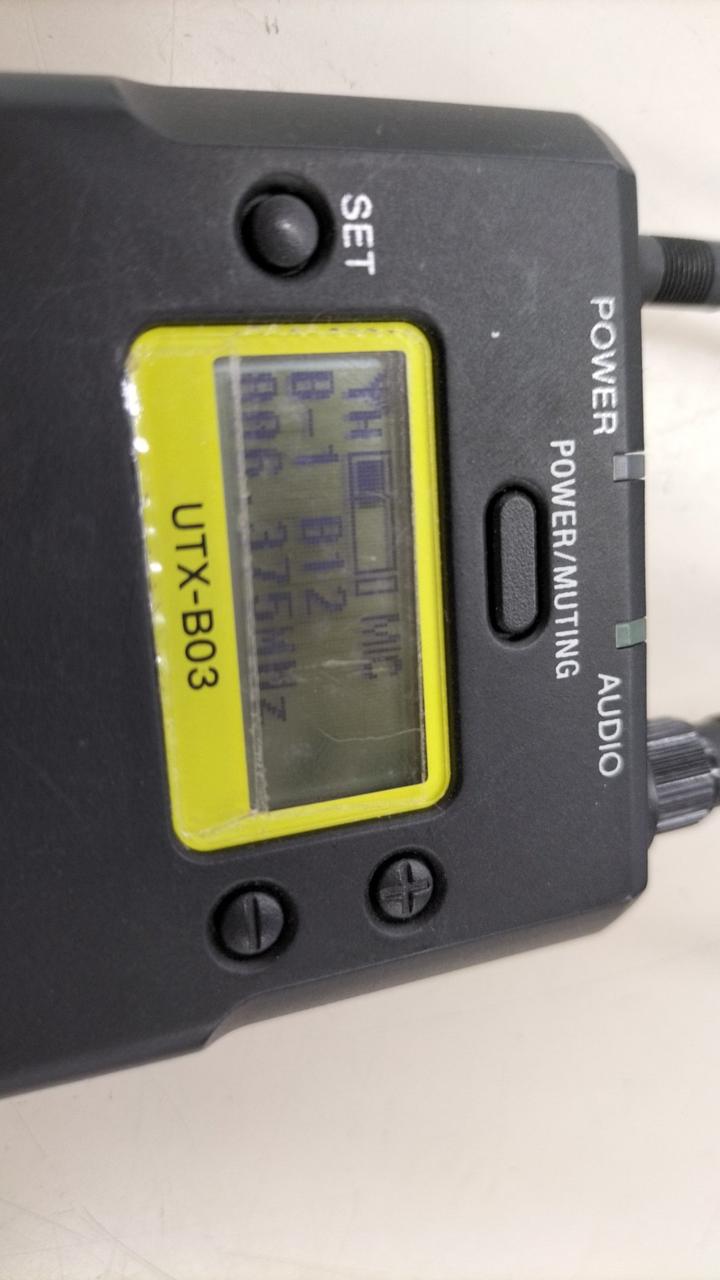 POWER
AUDIO
POWER/MUTING
SET
MIC
B-1 B12
806.375MHz
UTX-B03